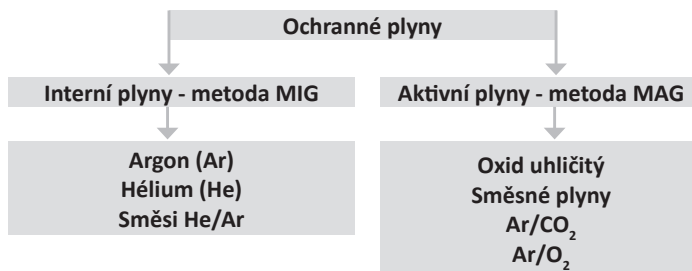 Ochranné plyny
Interní plyny - metoda MIG
Aktivní plyny - metoda MAG
Argon (Ar)
Hélium (He)
Směsi He/Ar
Oxid uhličitý
Směsné plyny
Ar/CO₂
Ar/O₂